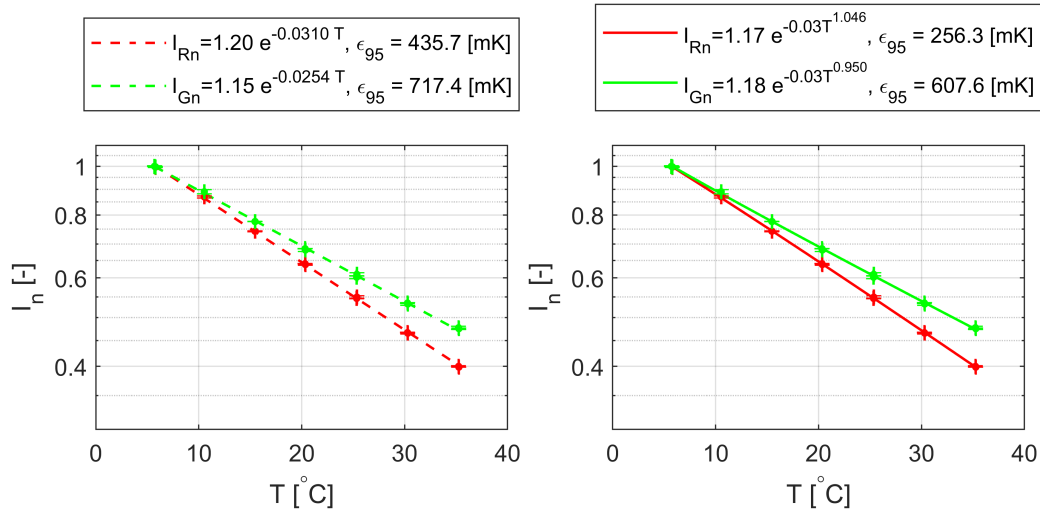 I_Rn=1.20 e^-0.0310 T, ϵ_95 = 435.7 [mK]
I_Gn=1.15 e^-0.0254 T, ϵ_95 = 717.4 [mK]
I_Rn=1.17 e^-0.03T^1.046, ϵ_95 = 256.3 [mK]
I_Gn=1.18 e^-0.03T^0.950, ϵ_95 = 607.6 [mK]
1
0.8
0.6
0.4
I_n [-]
0 10 20 30 40
T [°C]
1
0.8
0.6
0.4
I_n [-]
0 10 20 30 40
T [°C]